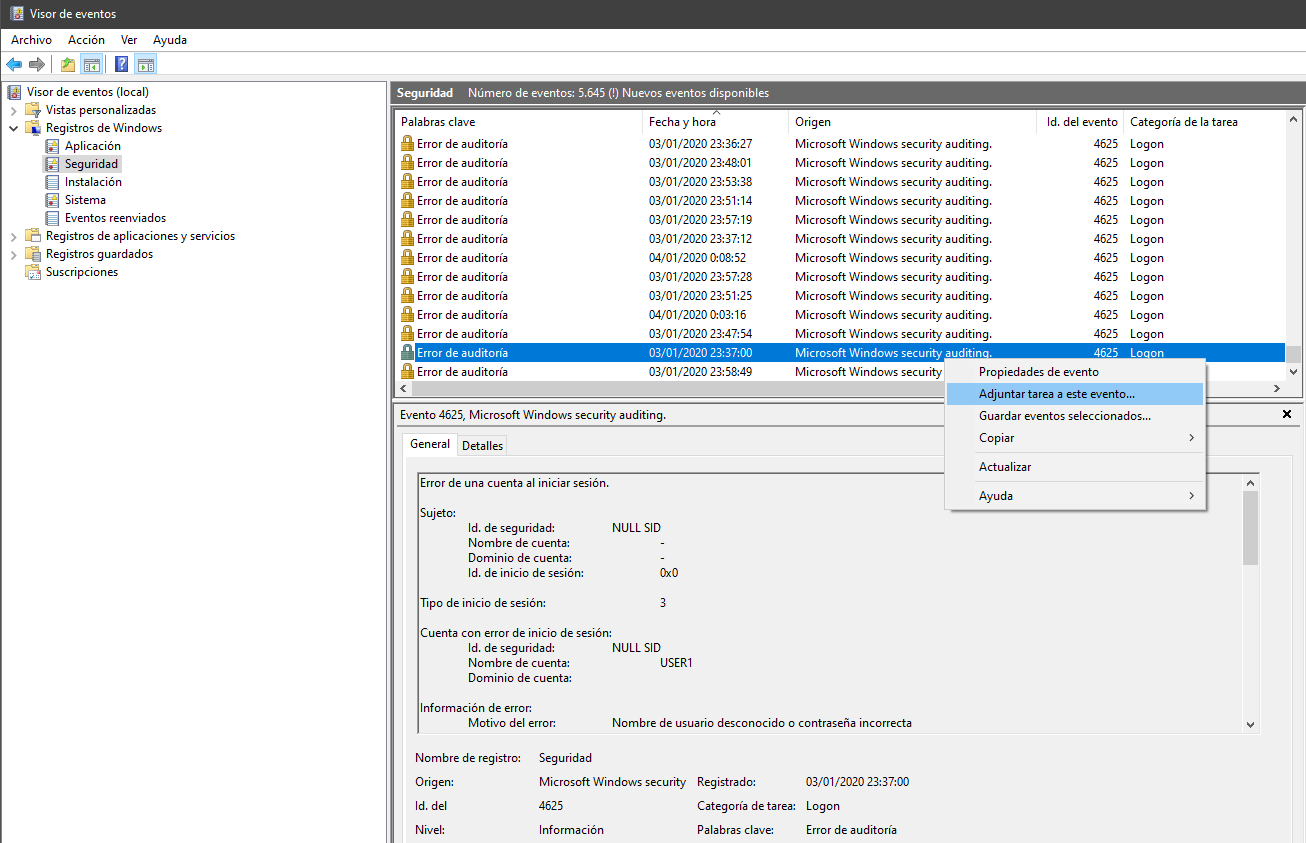 Visor de eventos
Archivo Acción Ver Ayuda
Visor de eventos (local)
Vistas personalizadas
Registros de Windows
Aplicación
Seguridad
Instalación
Sistema
Eventos reenviados
Registros de aplicaciones y servicios
Registros guardados
Suscripciones
Seguridad Número de eventos: 5.645 (!) Nuevos eventos disponibles
Palabras clave Fecha y hora Origen Id. del evento Categoría de la tarea
Error de auditoría 03/01/2020 23:36:27 Microsoft Windows security auditing. 4625 Logon
Error de auditoría 03/01/2020 23:48:01 Microsoft Windows security auditing. 4625 Logon
Error de auditoría 03/01/2020 23:53:38 Microsoft Windows security auditing. 4625 Logon
Error de auditoría 03/01/2020 23:51:14 Microsoft Windows security auditing. 4625 Logon
Error de auditoría 03/01/2020 23:57:19 Microsoft Windows security auditing. 4625 Logon
Error de auditoría 03/01/2020 23:37:12 Microsoft Windows security auditing. 4625 Logon
Error de auditoría 04/01/2020 0:08:52 Microsoft Windows security auditing. 4625 Logon
Error de auditoría 03/01/2020 23:57:28 Microsoft Windows security auditing. 4625 Logon
Error de auditoría 03/01/2020 23:51:25 Microsoft Windows security auditing. 4625 Logon
Error de auditoría 04/01/2020 0:03:16 Microsoft Windows security auditing. 4625 Logon
Error de auditoría 03/01/2020 23:47:54 Microsoft Windows security auditing. 4625 Logon
Error de auditoría 03/01/2020 23:37:00 Microsoft Windows security auditing. 4625 Logon
Error de auditoría 03/01/2020 23:58:49 Microsoft Windows security
Propiedades de evento
Adjuntar tarea a este evento...
Guardar eventos seleccionados...
Copiar
Actualizar
Ayuda
Evento 4625, Microsoft Windows security auditing.
General Detalles
Error de una cuenta al iniciar sesión.
Sujeto:
Id. de seguridad: NULL SID
Nombre de cuenta: -
Dominio de cuenta: -
Id. de inicio de sesión: 0x0
Tipo de inicio de sesión: 3
Cuenta con error de inicio de sesión:
Id. de seguridad: NULL SID
Nombre de cuenta: USER1
Dominio de cuenta:
Información de error:
Motivo del error: Nombre de usuario desconocido o contraseña incorrecta
Nombre de registro: Seguridad
Origen: Microsoft Windows security Registrado: 03/01/2020 23:37:00
Id. del 4625 Categoría de tarea: Logon
Nivel: Información Palabras clave: Error de auditoría